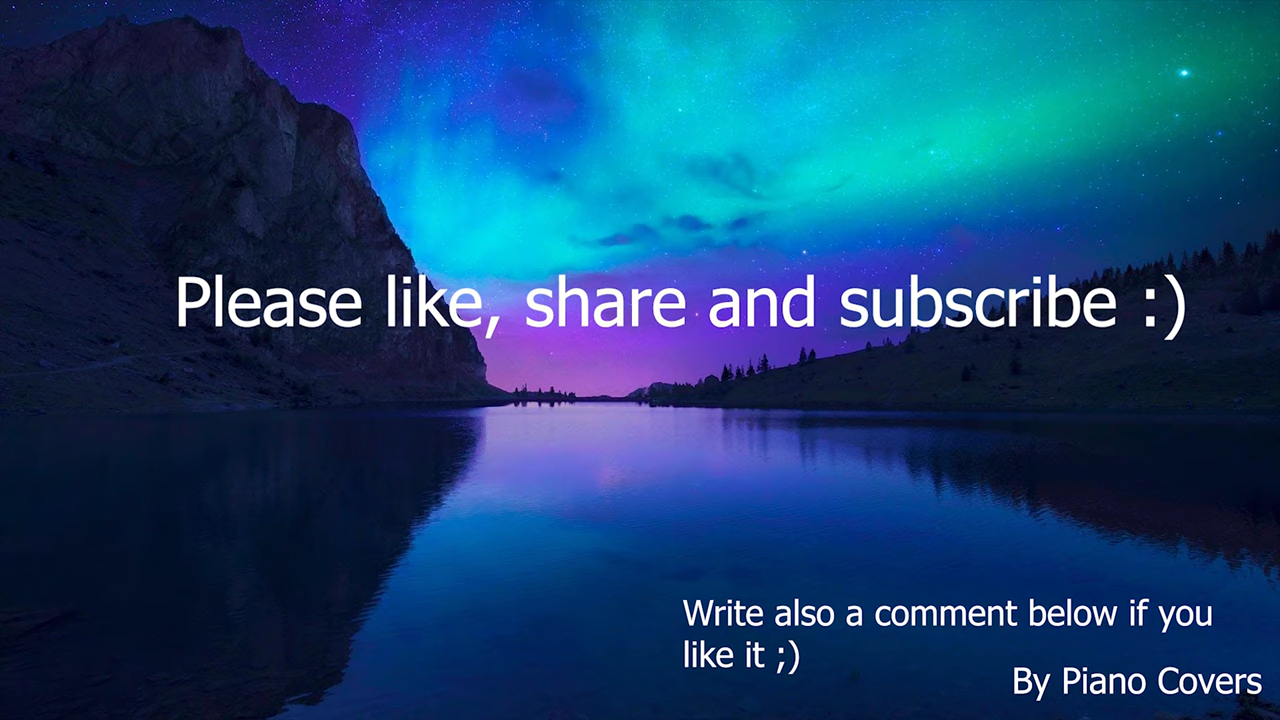 Please like, share and subscribe :)
Write also a comment below if you
like it ;)
By Piano Covers